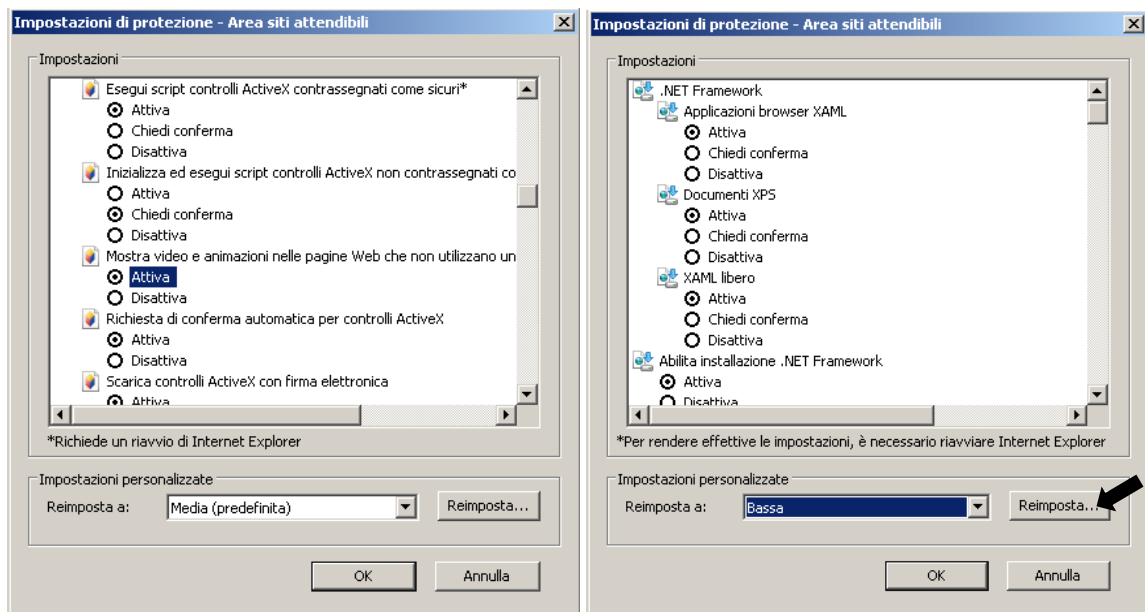 Impostazioni di protezione - Area siti attendibili
Impostazioni
Esegui script controlli ActiveX contrassegnati come sicuri*
Attiva
Chiedi conferma
Disattiva
Inizializza ed esegui script controlli ActiveX non contrassegnati co
Attiva
Chiedi conferma
Disattiva
Mostra video e animazioni nelle pagine Web che non utilizzano un
Attiva
Disattiva
Richiesta di conferma automatica per controlli ActiveX
Attiva
Disattiva
Scarica controlli ActiveX con firma elettronica
Attiva
*Richiede un riavvio di Internet Explorer
Impostazioni personalizzate
Reimposta a: Media (predefinita) Reimposta...
OK Annulla
Impostazioni di protezione - Area siti attendibili
Impostazioni
.NET Framework
Applicazioni browser XAML
Attiva
Chiedi conferma
Disattiva
Documenti XPS
Attiva
Chiedi conferma
Disattiva
XAML libero
Attiva
Chiedi conferma
Disattiva
Abilita installazione .NET Framework
Attiva
Disattiva
*Per rendere effettive le impostazioni, è necessario riavviare Internet Explorer
Impostazioni personalizzate
Reimposta a: Bassa Reimposta...
OK Annulla